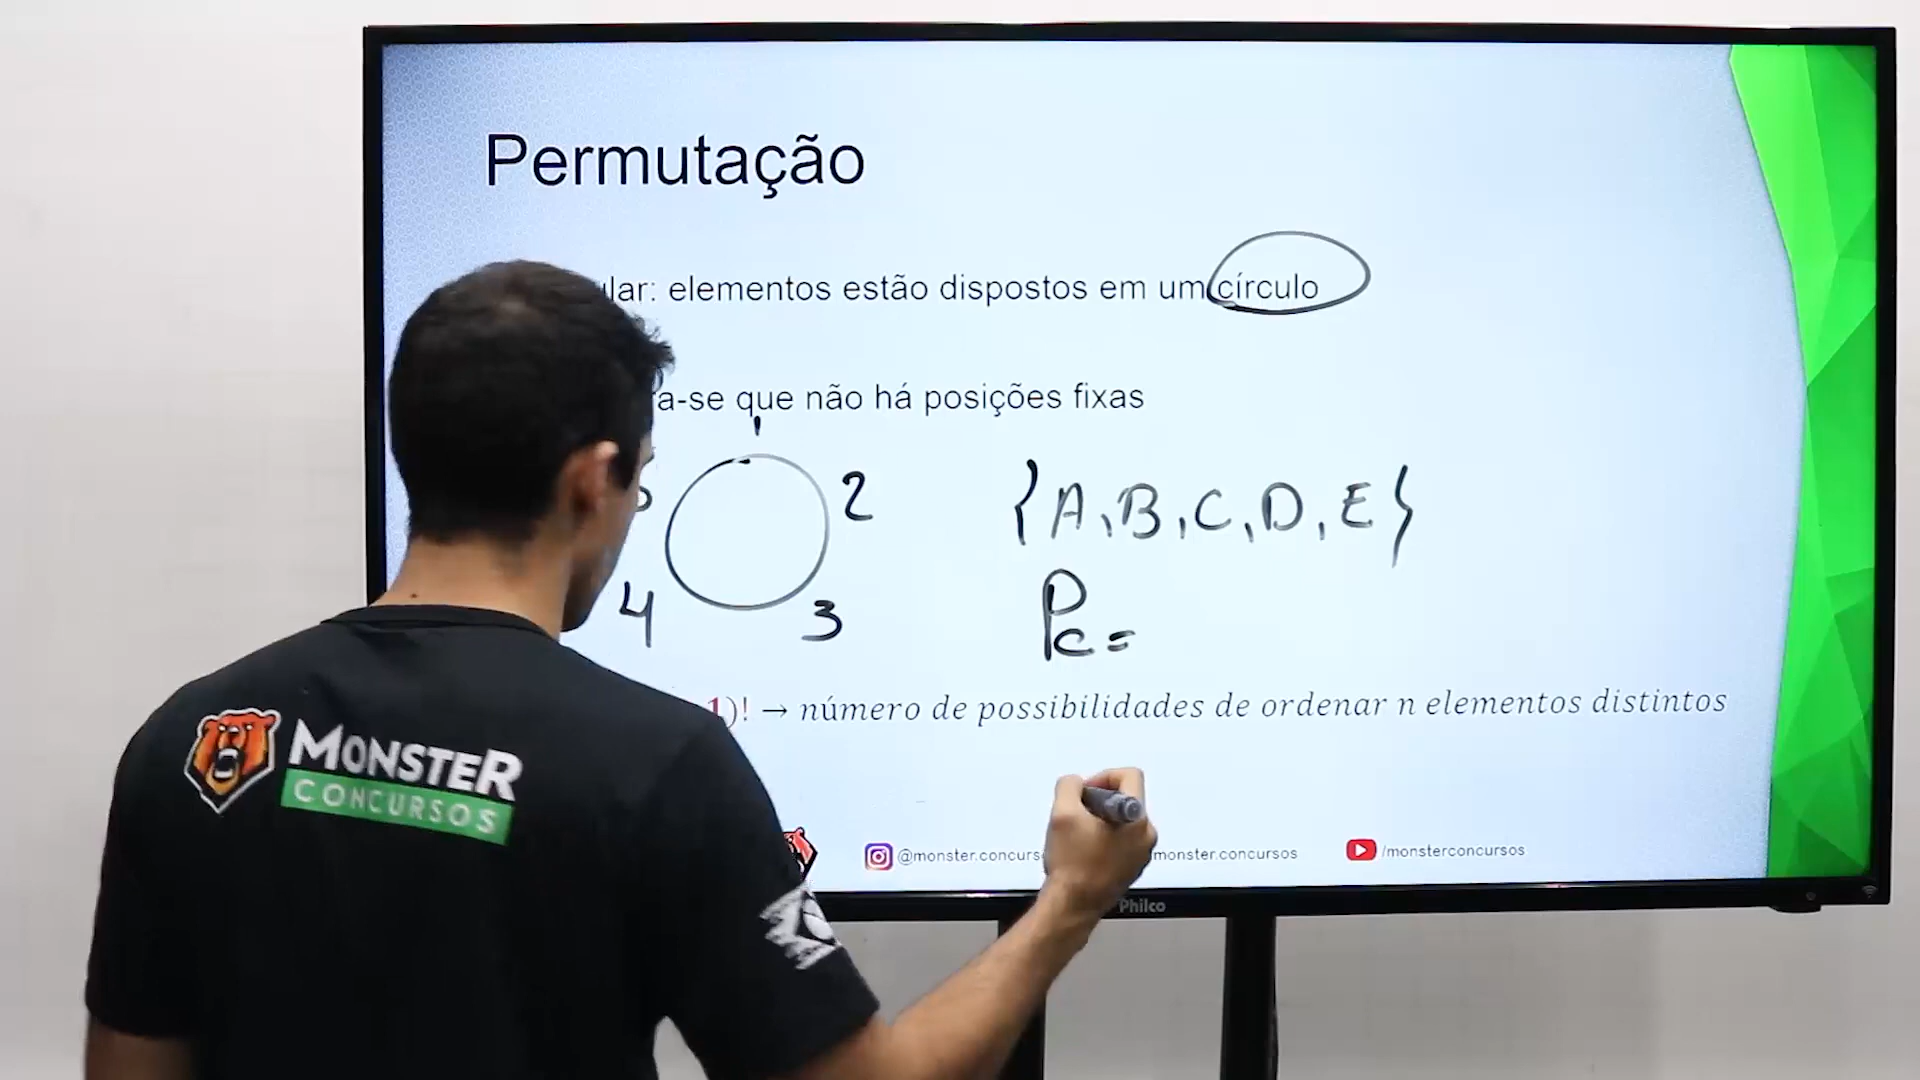 Permutação
ular: elementos estão dispostos em um círculo
a-se que não há posições fixas
1
2
3
4
{A, B, C, D, E}
Pc =
1)! → número de possibilidades de ordenar n elementos distintos
@monster.concurs
monster.concursos
/monsterconcursos
Philco
MONSTER
CONCURSOS